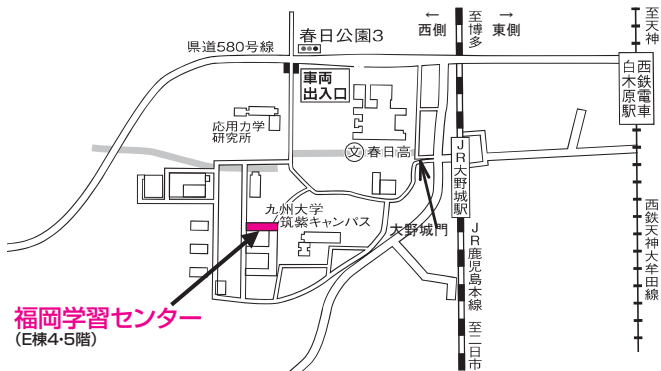 ←
西側
至博多
→
東側
至天神
春日公園3
県道580号線
車両
出入口
西鉄電車
白木原駅
応用力学
研究所
文
春日高
JR大野城駅
九州大学
筑紫キャンパス
大野城門
西鉄天神大牟田線
JR鹿児島本線
至二日市
福岡学習センター
（E棟4・5階）